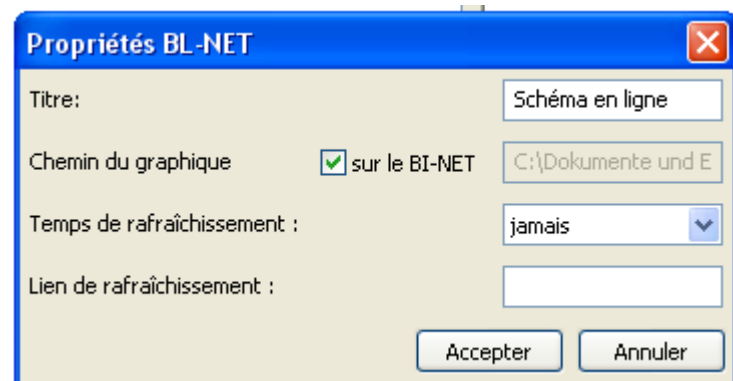 Propriétés BL-NET
Titre: Schéma en ligne
Chemin du graphique sur le BI-NET C:\Dokumente und E
Temps de rafraîchissement : jamais
Lien de rafraîchissement :
Accepter Annuler